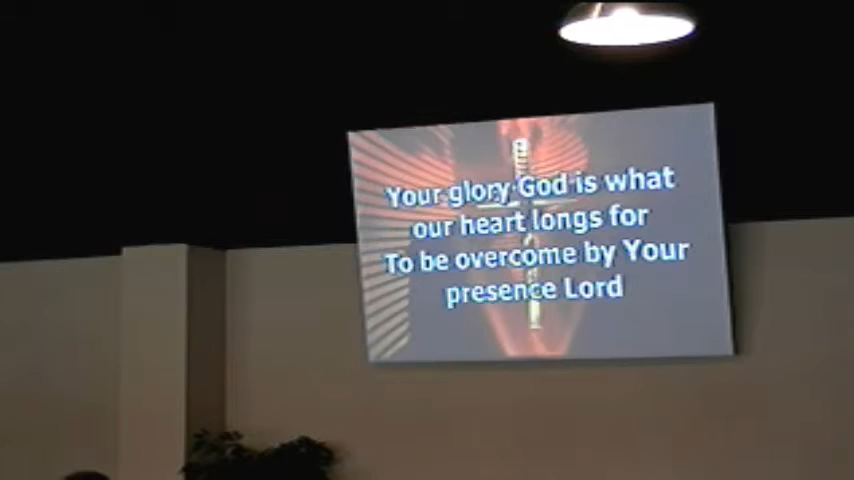 Your glory God is what
our heart longs for
To be overcome by Your
presence Lord